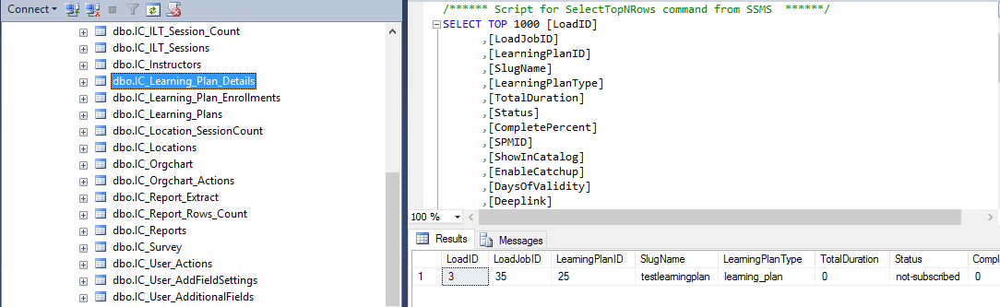 Connect
dbo.IC_ILT_Session_Count
dbo.IC_ILT_Sessions
dbo.IC_Instructors
dbo.IC_Learning_Plan_Details
dbo.IC_Learning_Plan_Enrollments
dbo.IC_Learning_Plans
dbo.IC_Location_SessionCount
dbo.IC_Locations
dbo.IC_Orgchart
dbo.IC_Orgchart_Actions
dbo.IC_Report_Extract
dbo.IC_Report_Rows_Count
dbo.IC_Reports
dbo.IC_Survey
dbo.IC_User_Actions
dbo.IC_User_AddFieldSettings
dbo.IC_User_AdditionalFields
/****** Script for SelectTopNRows command from SSMS ******/
SELECT TOP 1000 [LoadID]
,[LoadJobID]
,[LearningPlanID]
,[SlugName]
,[LearningPlanType]
,[TotalDuration]
,[Status]
,[CompletePercent]
,[SPMID]
,[ShowInCatalog]
,[EnableCatchup]
,[DaysOfValidity]
,[Deeplink]
100 %
Results Messages
LoadID LoadJobID LearningPlanID SlugName LearningPlanType TotalDuration Status Compl
1 3 35 25 testlearningplan learning_plan 0 not-subscribed 0